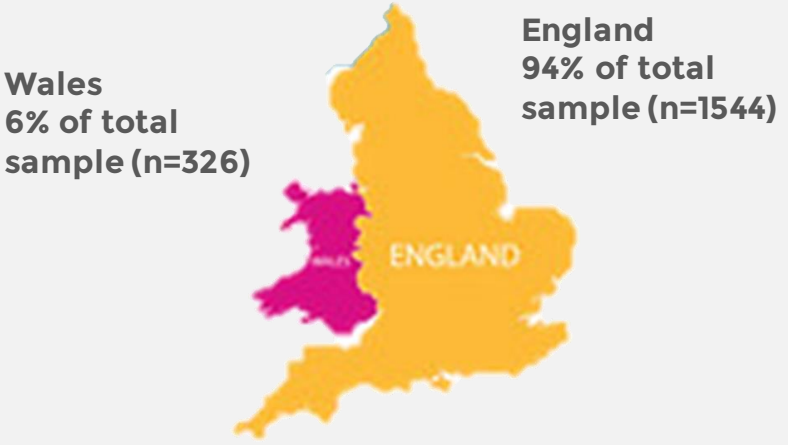 Wales
6% of total
sample (n=326)
England
94% of total
sample (n=1544)
WALES
ENGLAND